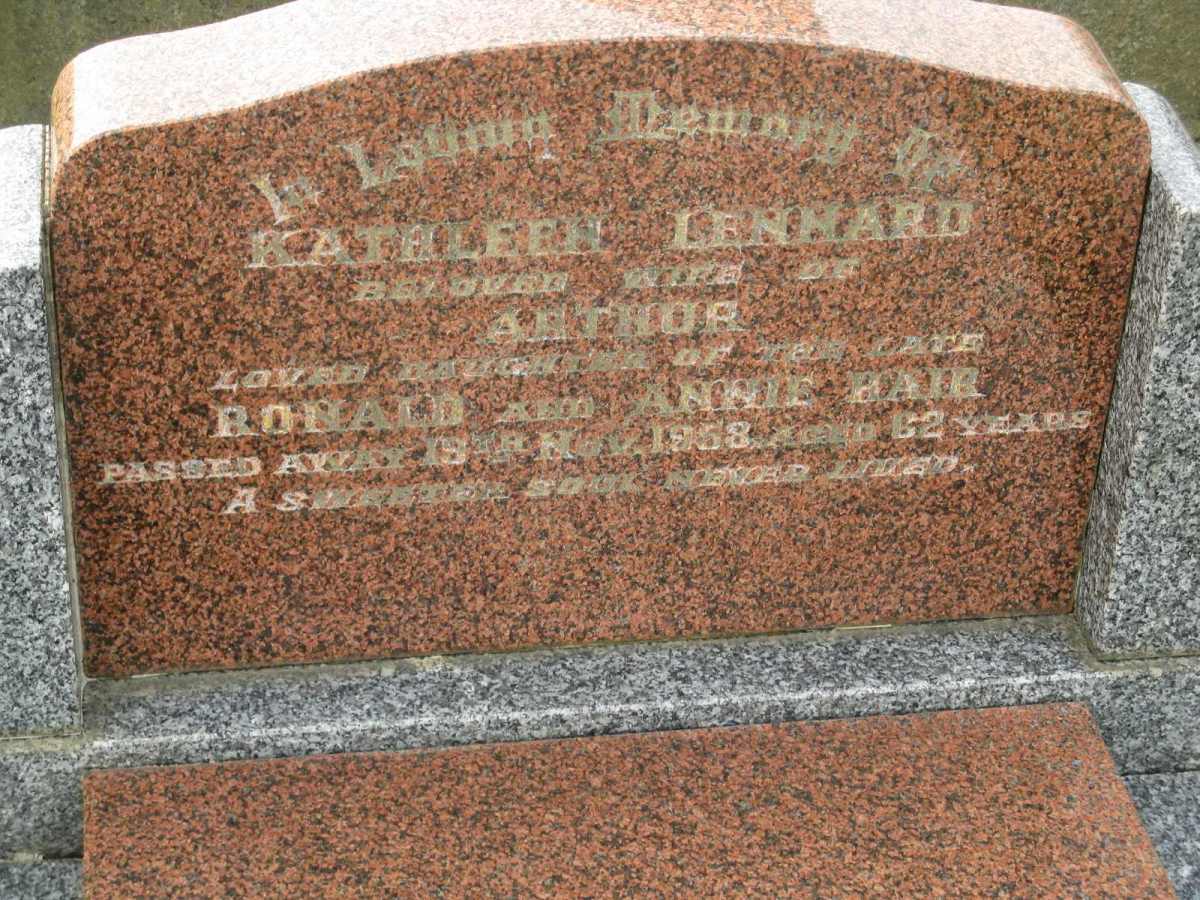 In Loving Memory Of
KATHLEEN LENNARD
BELOVED WIFE OF
ARTHUR
LOVED DAUGHTER OF THE LATE
RONALD AND ANNIE HAIR
PASSED AWAY 19TH NOV. 1958. AGED 62 YEARS
A SWEETER SOUL NEVER LIVED.